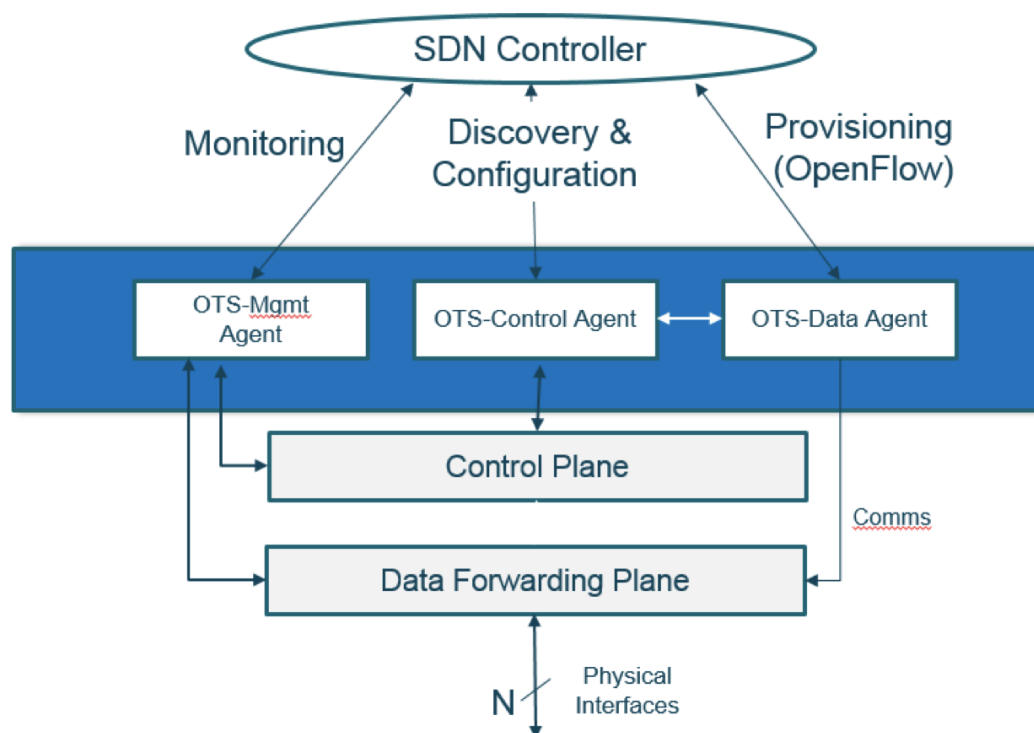 SDN Controller
Monitoring
Discovery &
Configuration
Provisioning
(OpenFlow)
OTS-Mgmt
Agent
OTS-Control Agent
OTS-Data Agent
Control Plane
Comms
Data Forwarding Plane
N
Physical
Interfaces